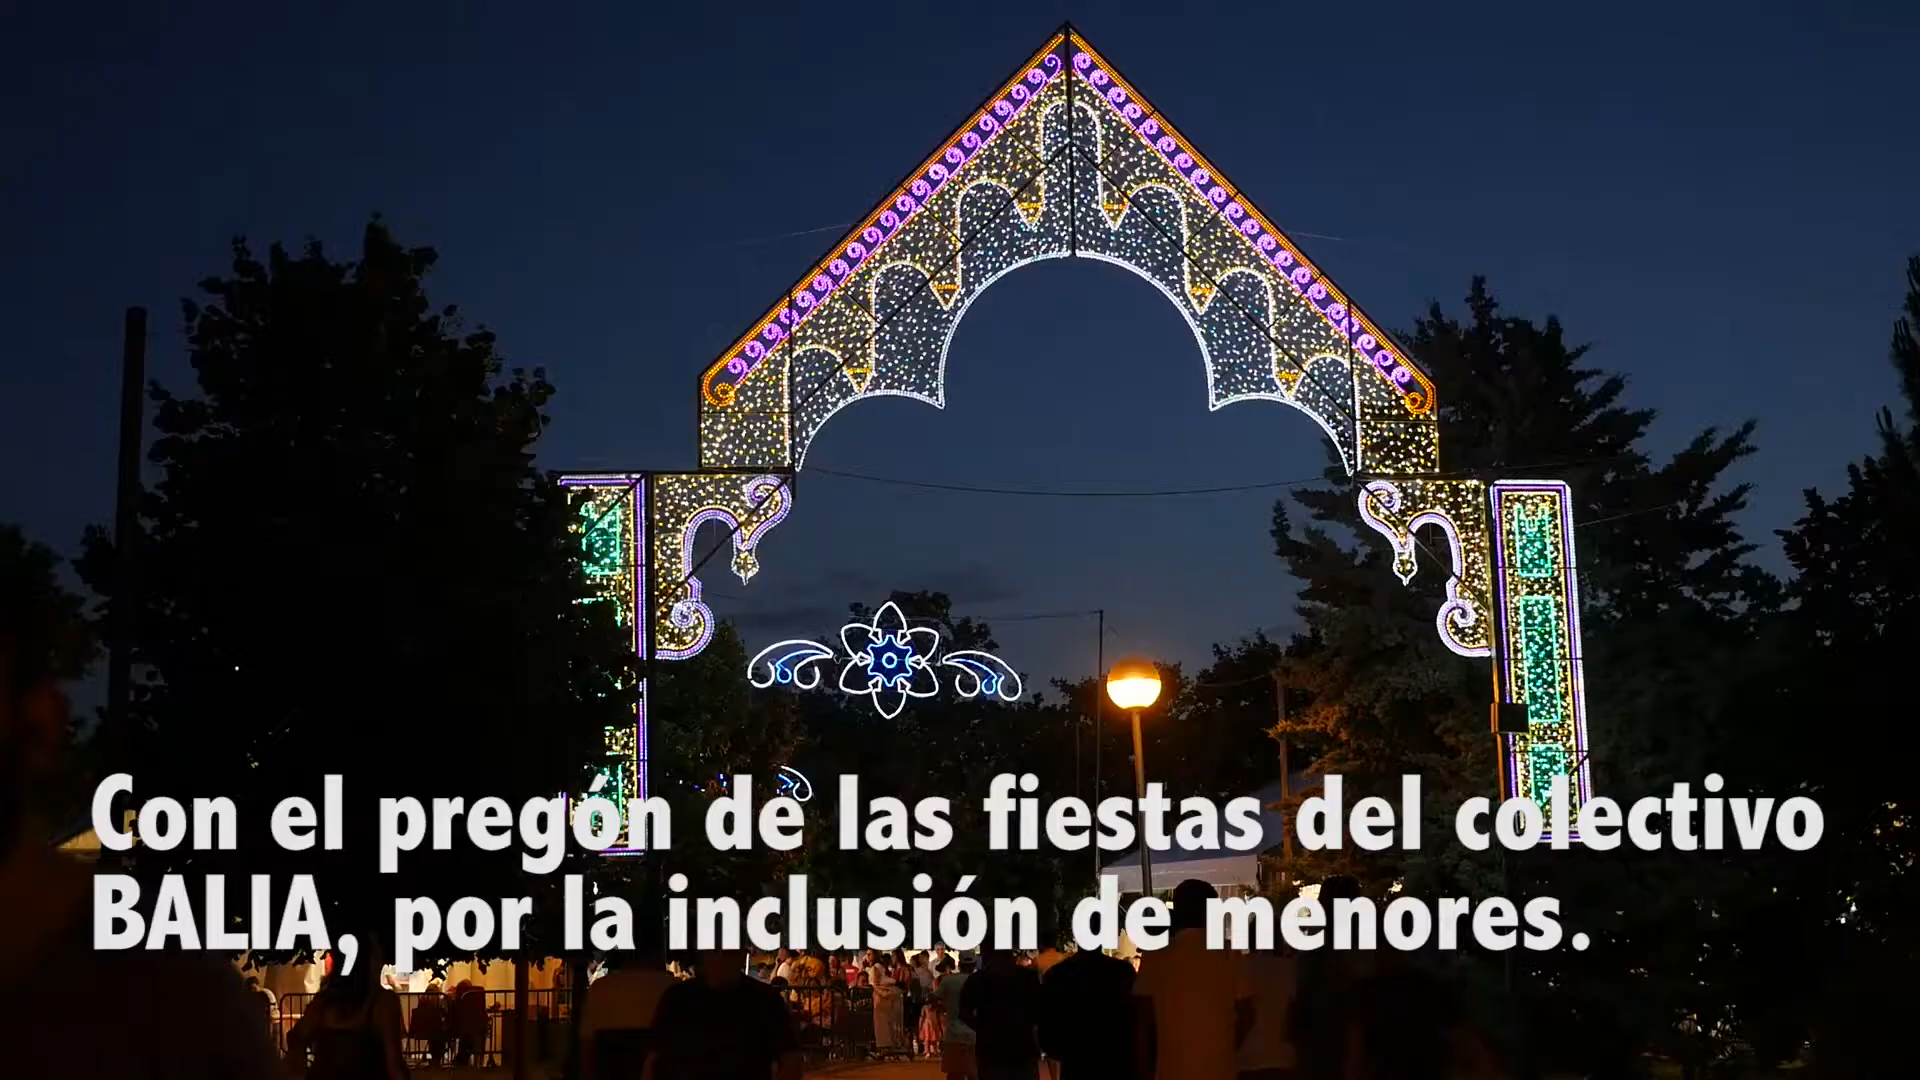 Con el pregón de las fiestas del colectivo
BALIA, por la inclusión de menores.